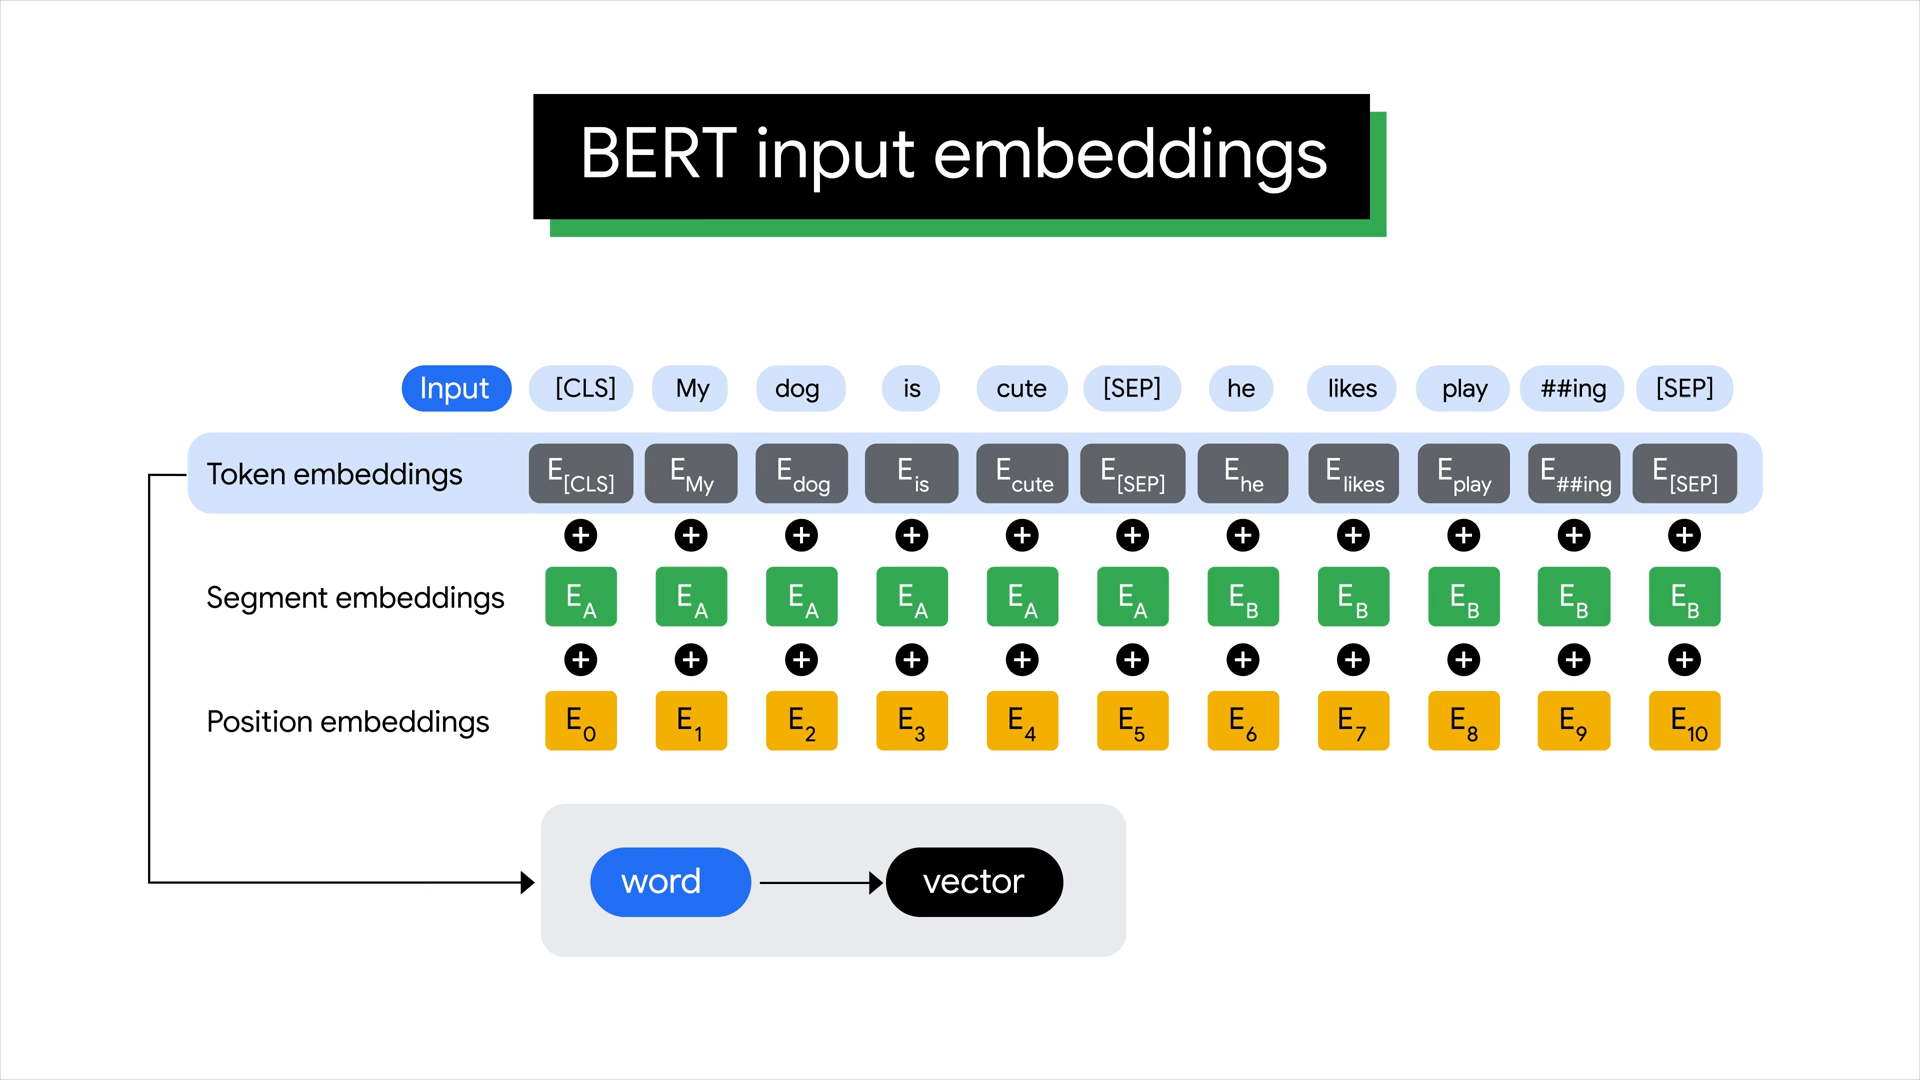 BERT input embeddings
Input [CLS] My dog is cute [SEP] he likes play ##ing [SEP]
Token embeddings E[CLS] EMy Edog Eis Ecute E[SEP] Ehe Elikes Eplay E##ing E[SEP]
+ + + + + + + + + + +
Segment embeddings EA EA EA EA EA EA EB EB EB EB EB
+ + + + + + + + + + +
Position embeddings E0 E1 E2 E3 E4 E5 E6 E7 E8 E9 E10
word vector